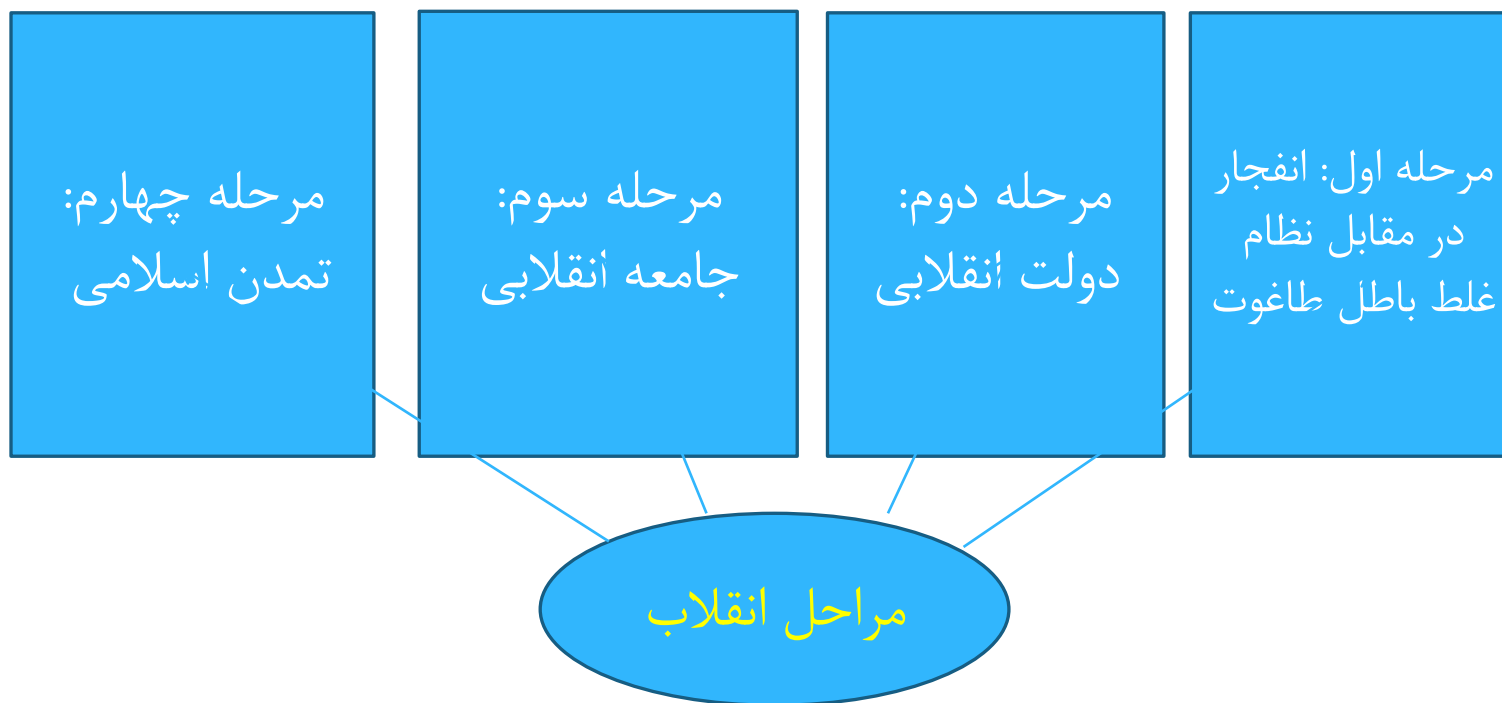 مرحله اول: انفجار
در مقابل نظام
غلط باطل طاغوت
مرحله دوم:
دولت انقلابی
مرحله سوم:
جامعه انقلابی
مرحله چهارم:
تمدن اسلامی
مراحل انقلاب